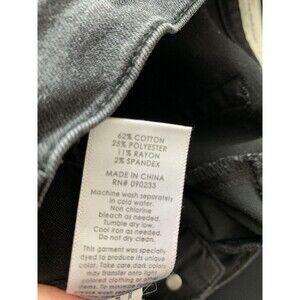 62% COTTON
25% POLYESTER
11% RAYON
2% SPANDEX
MADE IN CHINA
RN# 090233
Machine wash separately
in cold water.
Non chlorine
bleach as needed.
Tumble dry low.
Cool iron as needed.
Do not dry clean.
This garment was specially
dyed to produce its unique
color. Take care,dark colors
may transfer onto light
colored clothing or other